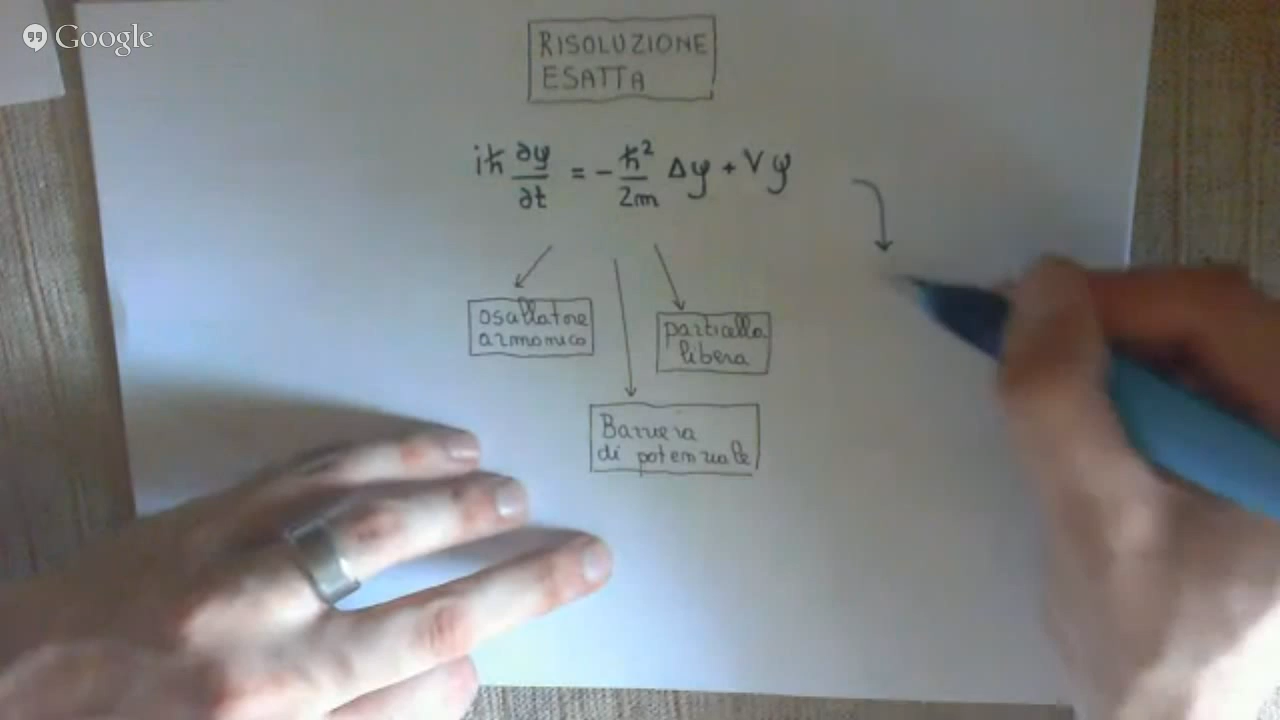 Google
RISOLUZIONE
ESATTA
iħ ∂ψ/∂t = - ħ²/2m Δψ + Vψ
oscillatore
armonico
particella
libera
Barriera
di potenziale